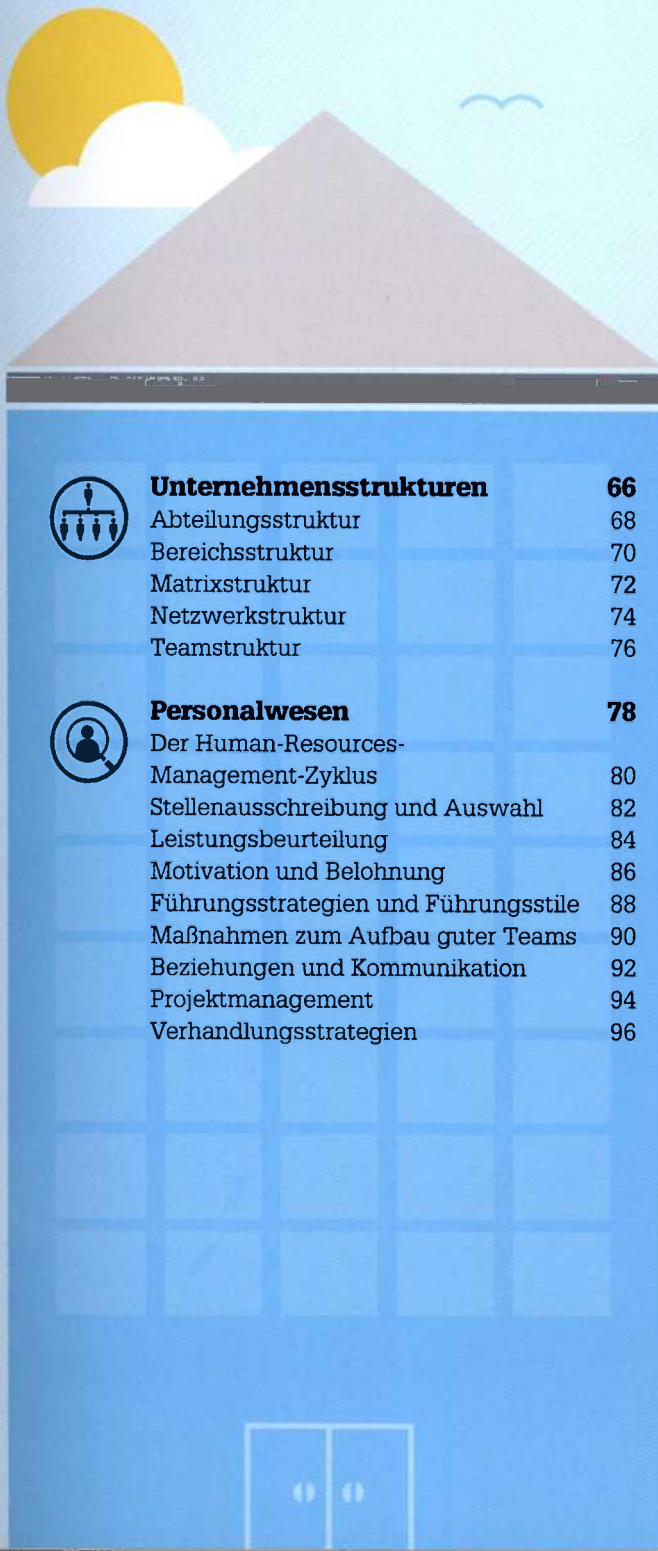 Unternehmensstrukturen 66
Abteilungsstruktur 68
Bereichsstruktur 70
Matrixstruktur 72
Netzwerkstruktur 74
Teamstruktur 76
Personalwesen 78
Der Human-Resources-
Management-Zyklus 80
Stellenausschreibung und Auswahl 82
Leistungsbeurteilung 84
Motivation und Belohnung 86
Führungsstrategien und Führungsstile 88
Maßnahmen zum Aufbau guter Teams 90
Beziehungen und Kommunikation 92
Projektmanagement 94
Verhandlungsstrategien 96